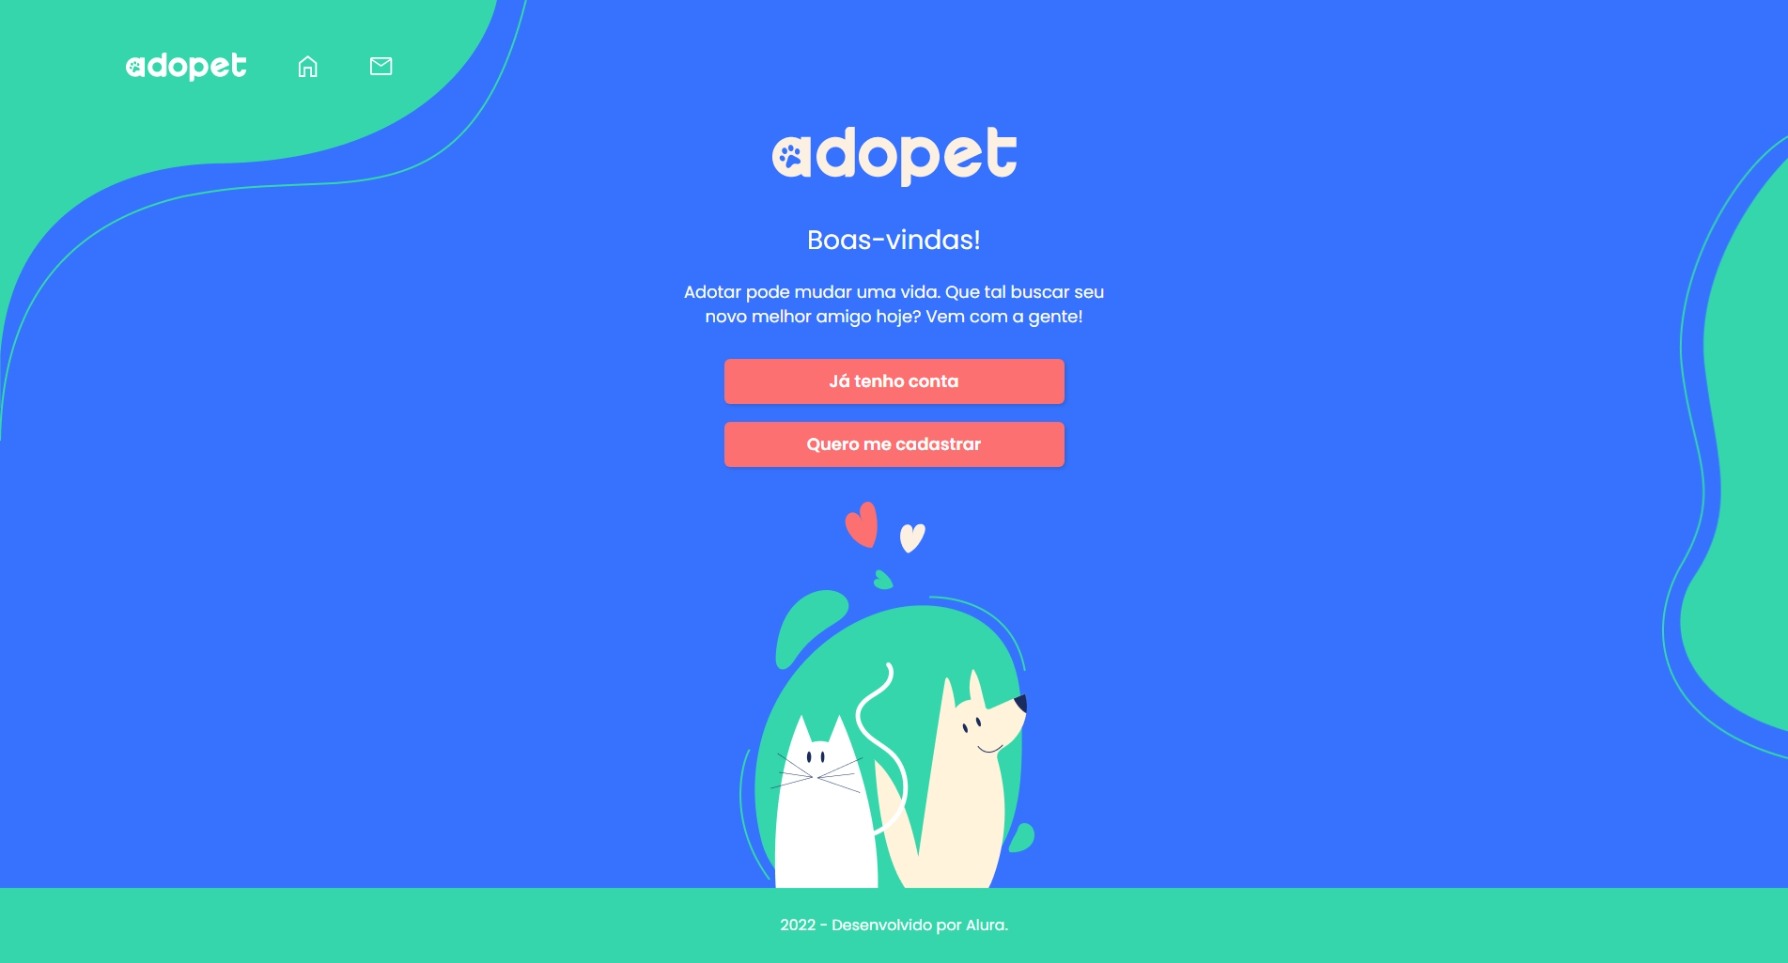 adopet
adopet
Boas-vindas!
Adotar pode mudar uma vida. Que tal buscar seu
novo melhor amigo hoje? Vem com a gente!
Já tenho conta
Quero me cadastrar
2022 - Desenvolvido por Alura.